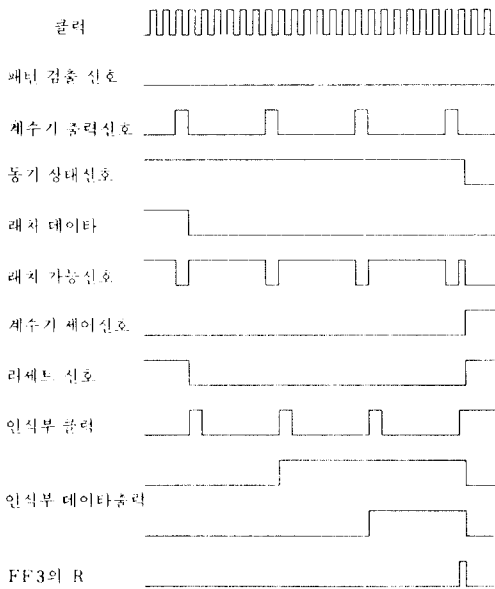 클럭
패턴 검출 신호
계수기 출력신호
동기 상태신호
래치 데이타
래치 가능신호
계수기 제어신호
리세트 신호
인식부 클럭
인식부 데이타출력
FF3의 R